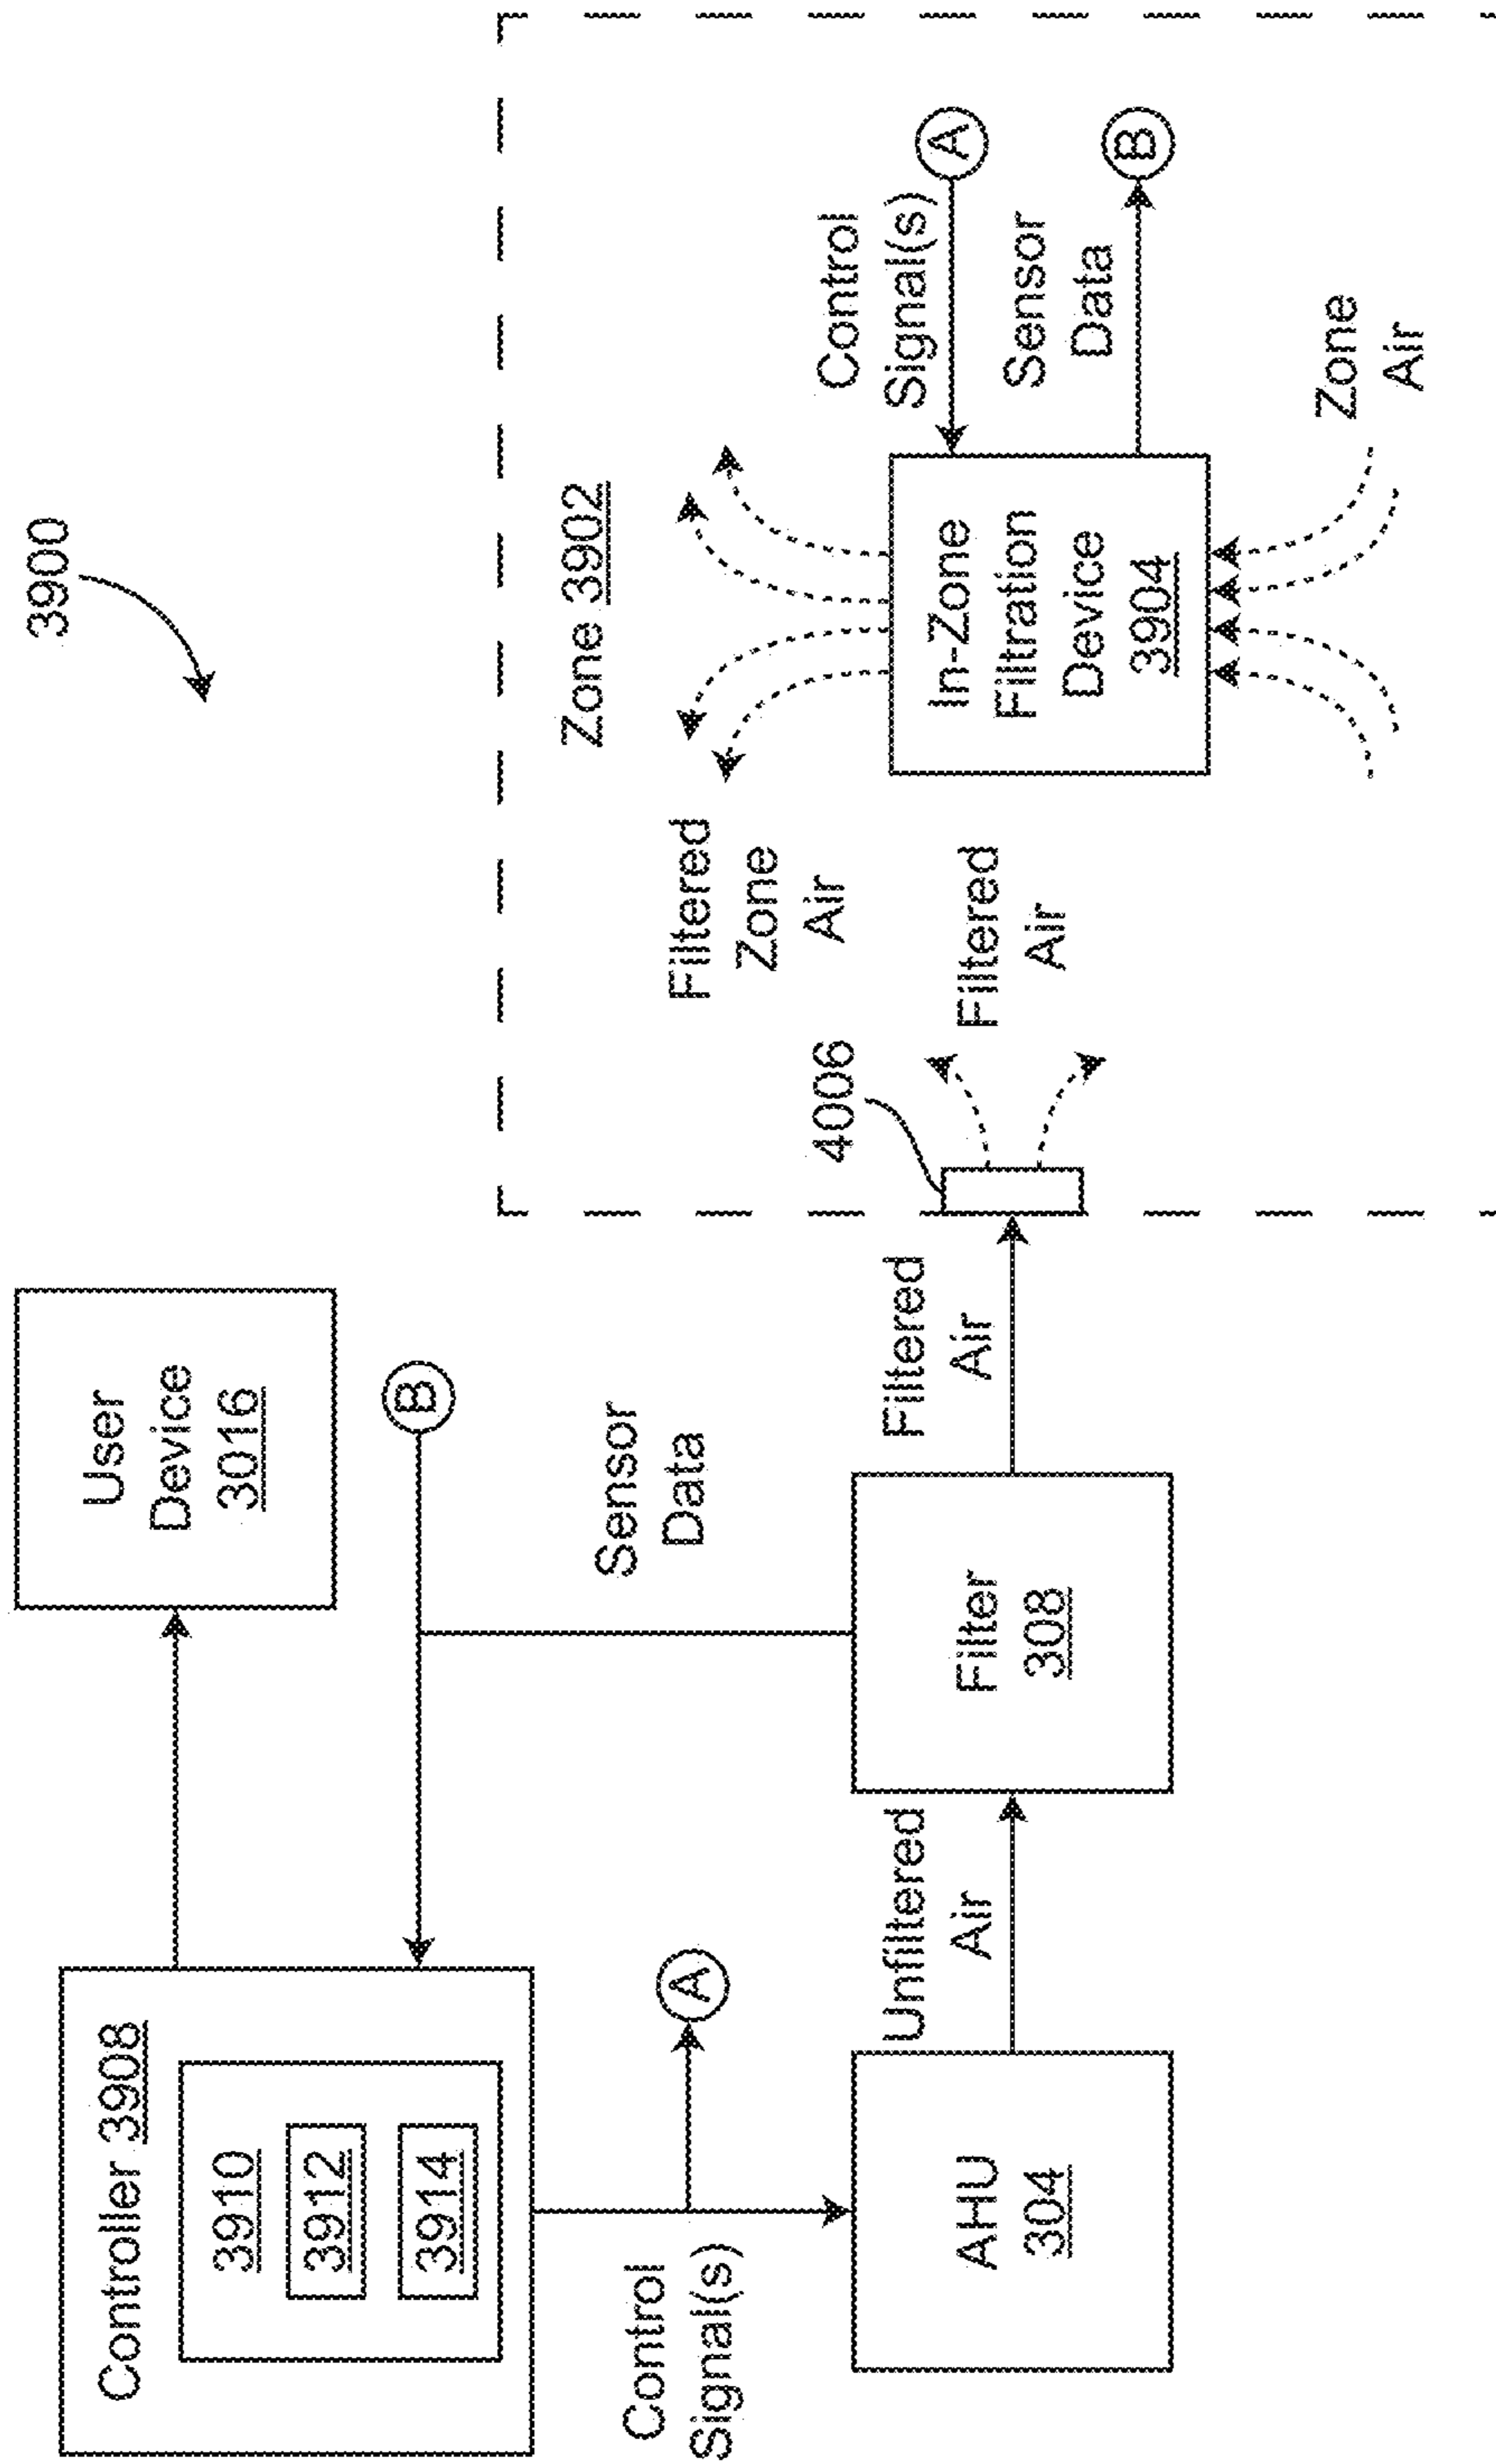 3900
Controller 3908
3910
3912
3914
User
Device
3016
B
Sensor
Data
Control
Signal(s)
A
AHU
304
Unfiltered
Air
Filter
308
Filtered
Air
4006
Filtered
Air
Zone 3902
Filtered
Zone
Air
In-Zone
Filtration
Device
3904
Control
Signal(s)
A
Sensor
Data
B
Zone
Air